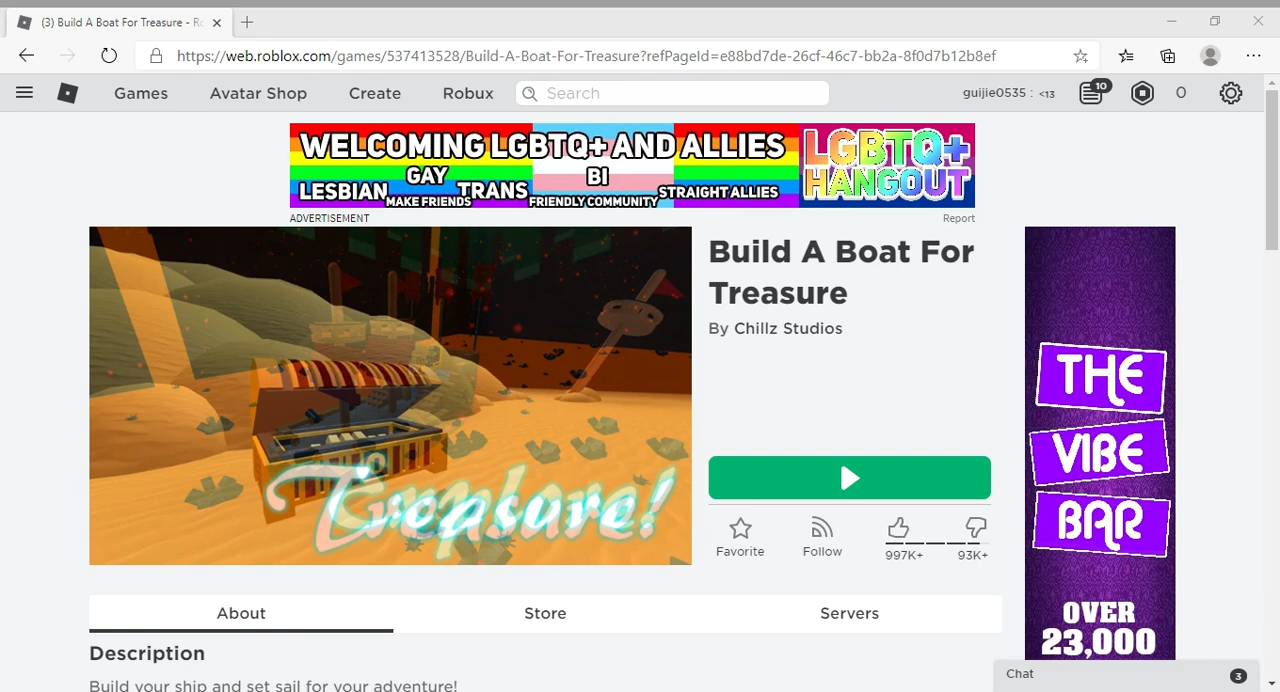 (3) Build A Boat For Treasure - Ro
https://web.roblox.com/games/537413528/Build-A-Boat-For-Treasure?refPageId=e88bd7de-26cf-46c7-bb2a-8f0d7b12b8ef
Games
Avatar Shop
Create
Robux
Search
guijie0535 : <13
10
0
WELCOMING LGBTQ+ AND ALLIES
GAY
BI
LESBIAN
TRANS
STRAIGHT ALLIES
MAKE FRIENDS
FRIENDLY COMMUNITY
LGBTQ+
HANGOUT
ADVERTISEMENT
Report
Treasure!
Build A Boat For
Treasure
By Chillz Studios
Favorite
Follow
997K+
93K+
THE
VIBE
BAR
OVER
23,000
About
Store
Servers
Description
Build your ship and set sail for your adventure!
Chat
3